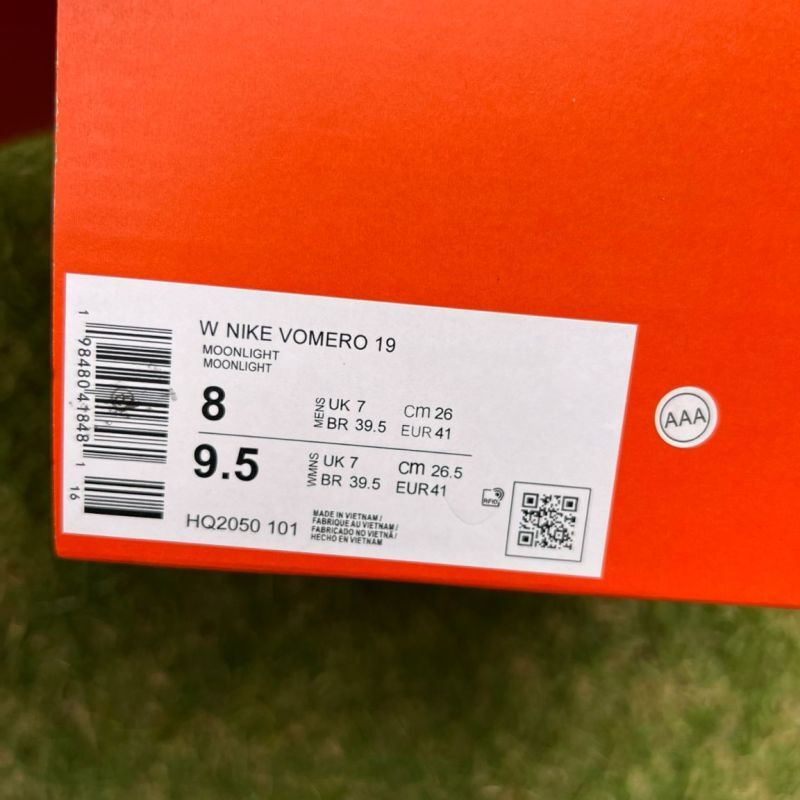 W NIKE VOMERO 19
MOONLIGHT
MOONLIGHT
8
MENS
UK 7
cm 26
BR 39.5
EUR 41
9.5
WMNS
UK 7
cm 26.5
BR 39.5
EUR 41
HQ2050 101
MADE IN VIETNAM /
FABRIQUE AU VIETNAM /
FABRICADO NO VIETNÃ /
HECHO EN VIETNAM
RFID
1 98480 41848 1
16
AAA